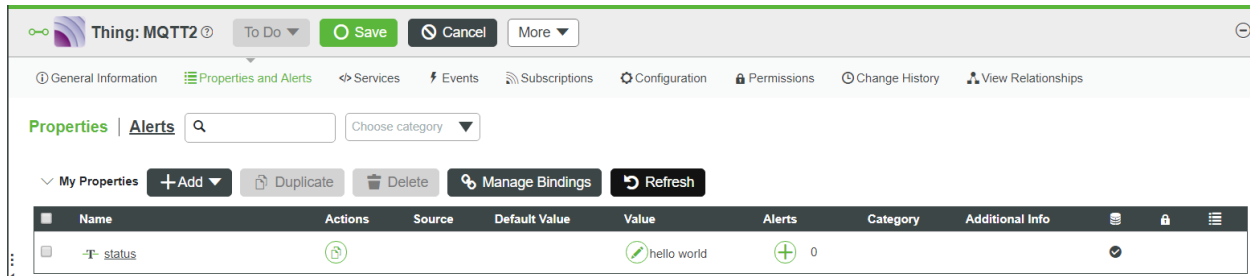 Thing: MQTT2 To Do Save Cancel More
General Information Properties and Alerts </> Services Events Subscriptions Configuration Permissions Change History View Relationships
Properties | Alerts Choose category
My Properties +Add Duplicate Delete Manage Bindings Refresh
Name Actions Source Default Value Value Alerts Category Additional Info
T status hello world 0